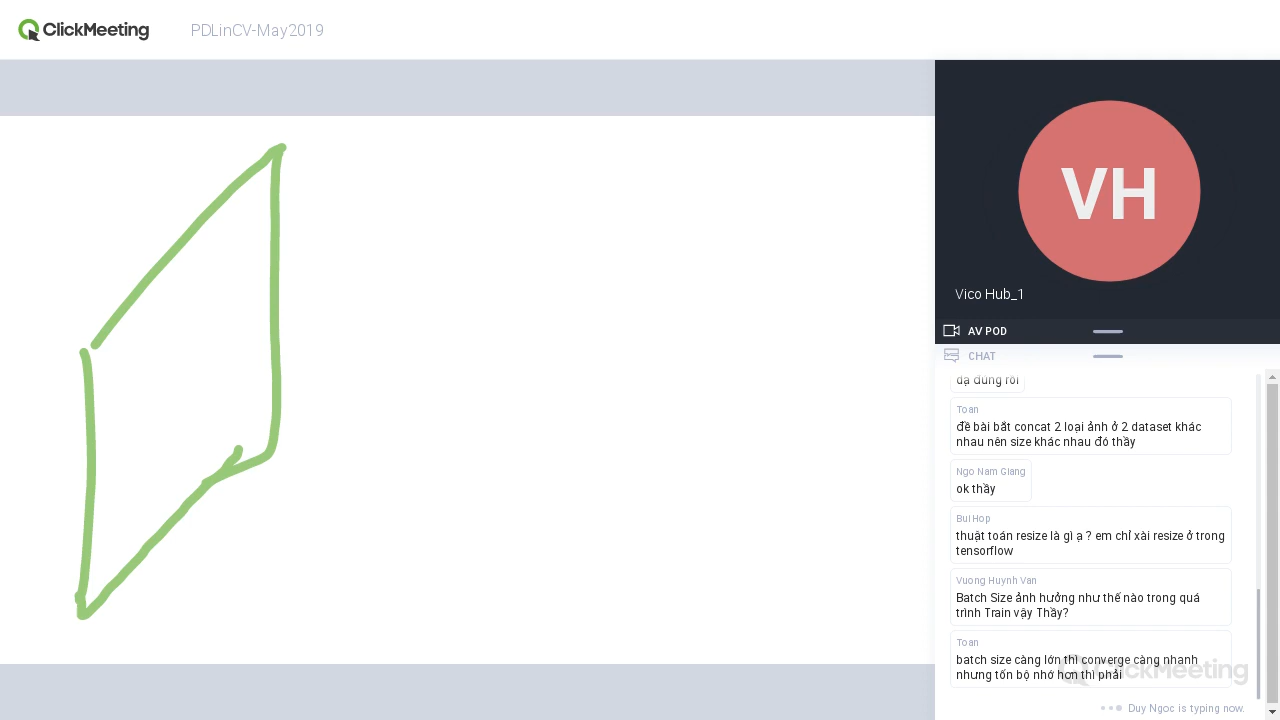 ClickMeeting
PDLinCV-May2019
VH
Vico Hub_1
AV POD
CHAT
dạ đúng rồi
Toan
đề bài bắt concat 2 loại ảnh ở 2 dataset khác
nhau nên size khác nhau đó thầy
Ngo Nam Giang
ok thầy
Bui Hop
thuật toán resize là gì ạ ? em chỉ xài resize ở trong
tensorflow
Vuong Huynh Van
Batch Size ảnh hưởng như thế nào trong quá
trình Train vậy Thầy?
Toan
batch size càng lớn thì converge càng nhanh
nhưng tốn bộ nhớ hơn thì phải
ClickMeeting
Duy Ngoc is typing now.